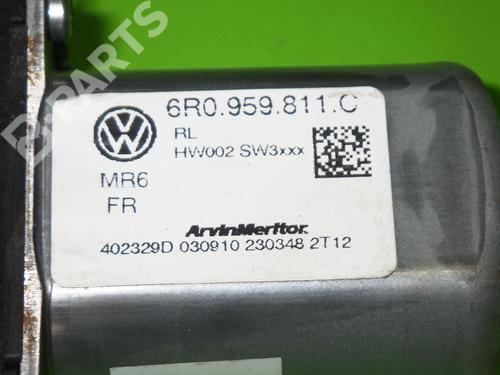 B-PARTS
6R0.959.811.C
RL
HW002 SW3xxx
MR6
FR
ArvinMeritor
402329D 030910 230348 2T12